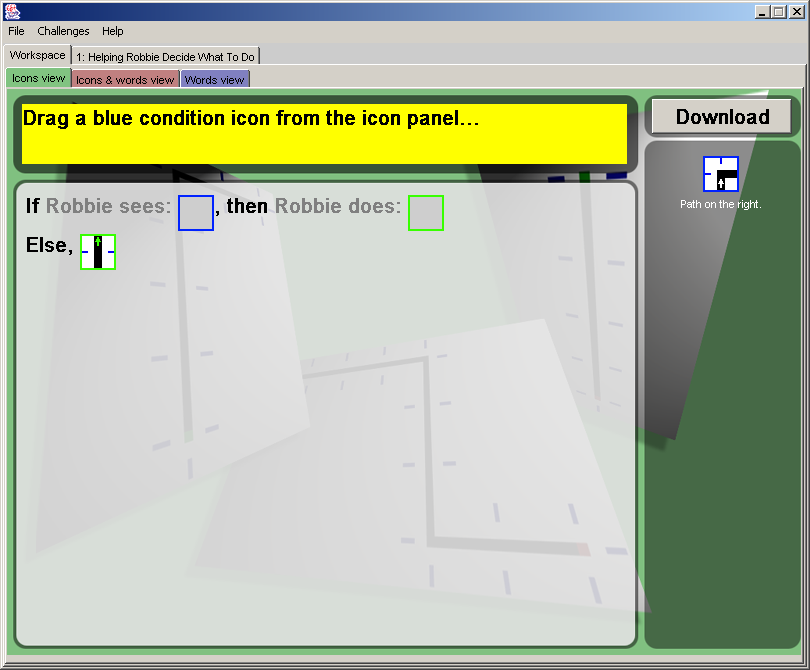 File Challenges Help
Workspace 1: Helping Robbie Decide What To Do
Icons view Icons & words view Words view
Drag a blue condition icon from the icon panel...
Download
Path on the right.
If Robbie sees: , then Robbie does:
Else,